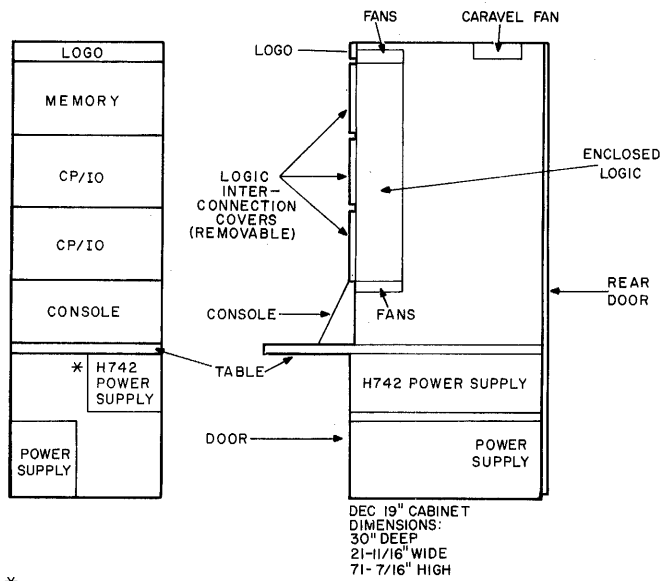 LOGO
MEMORY
CP/IO
CP/IO
CONSOLE
* H742
POWER
SUPPLY
POWER
SUPPLY
FANS
CARAVEL FAN
LOGO
LOGIC
INTER-
CONNECTION
COVERS
(REMOVABLE)
ENCLOSED
LOGIC
CONSOLE
FANS
REAR
DOOR
TABLE
H742 POWER SUPPLY
DOOR
POWER
SUPPLY
DEC 19" CABINET
DIMENSIONS:
30" DEEP
21-11/16" WIDE
71-7/16" HIGH
*